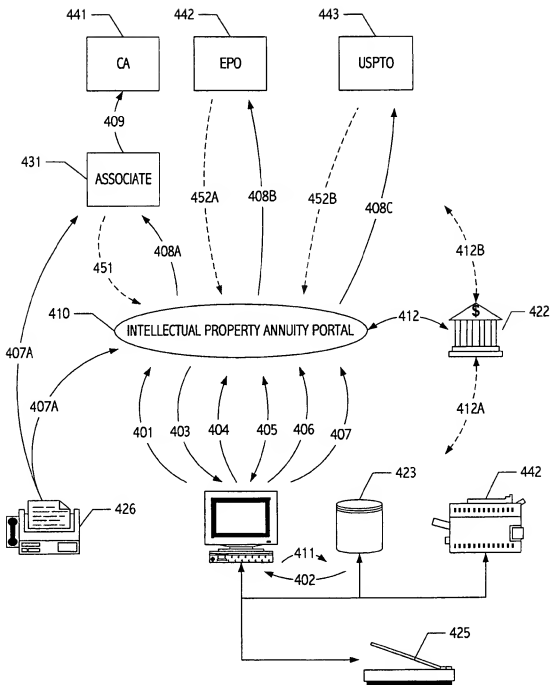 441
442
443
CA
EPO
USPTO
409
431
ASSOCIATE
452A
408B
452B
408C
451
408A
412B
410
INTELLECTUAL PROPERTY ANNUITY PORTAL
412
$
422
407A
407A
412A
401
403
404
405
406
407
423
442
426
411
402
425